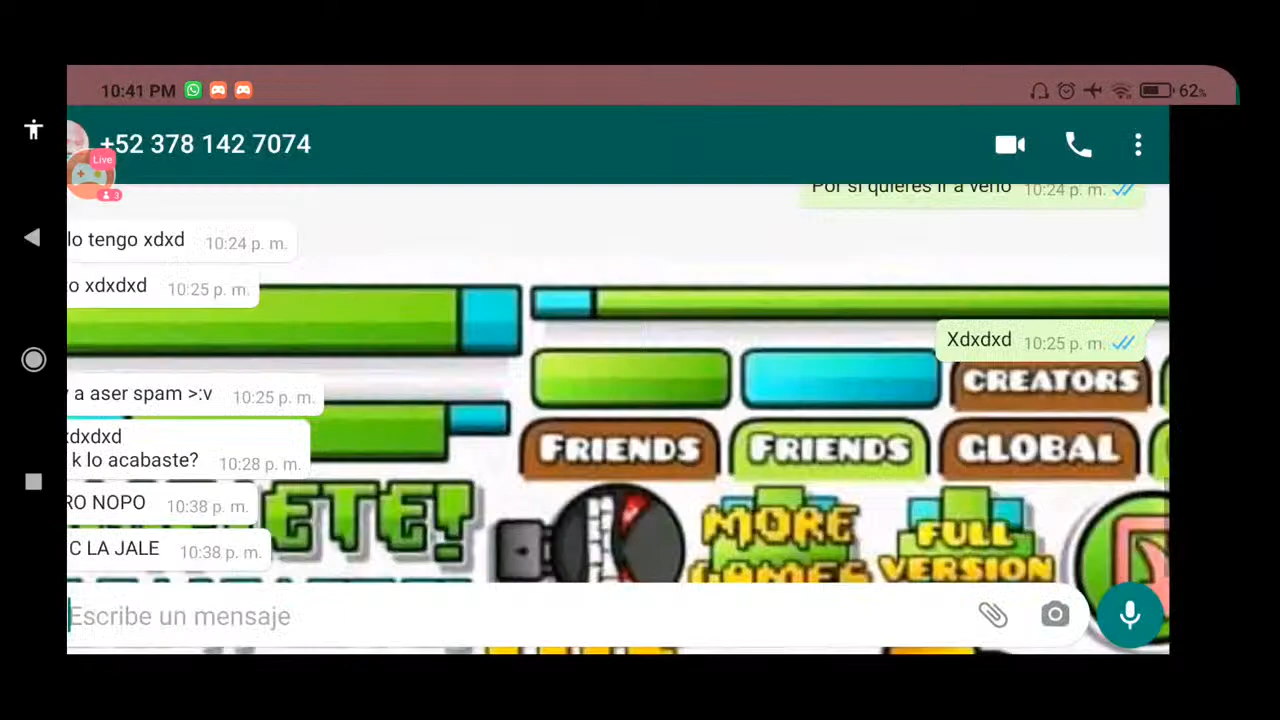 10:41 PM
62%
+52 378 142 7074
Live
3
Por si quieres ir a verlo 10:24 p. m.
lo tengo xdxd 10:24 p. m.
o xdxdxd 10:25 p. m.
Xdxdxd 10:25 p. m.
CREATORS
a aser spam >:v 10:25 p. m.
xdxdxd
k lo acabaste? 10:28 p. m.
FRIENDS
FRIENDS
GLOBAL
RO NOPO 10:38 p. m.
C LA JALE 10:38 p. m.
ETE!
MORE
GAMES
FULL
VERSION
Escribe un mensaje